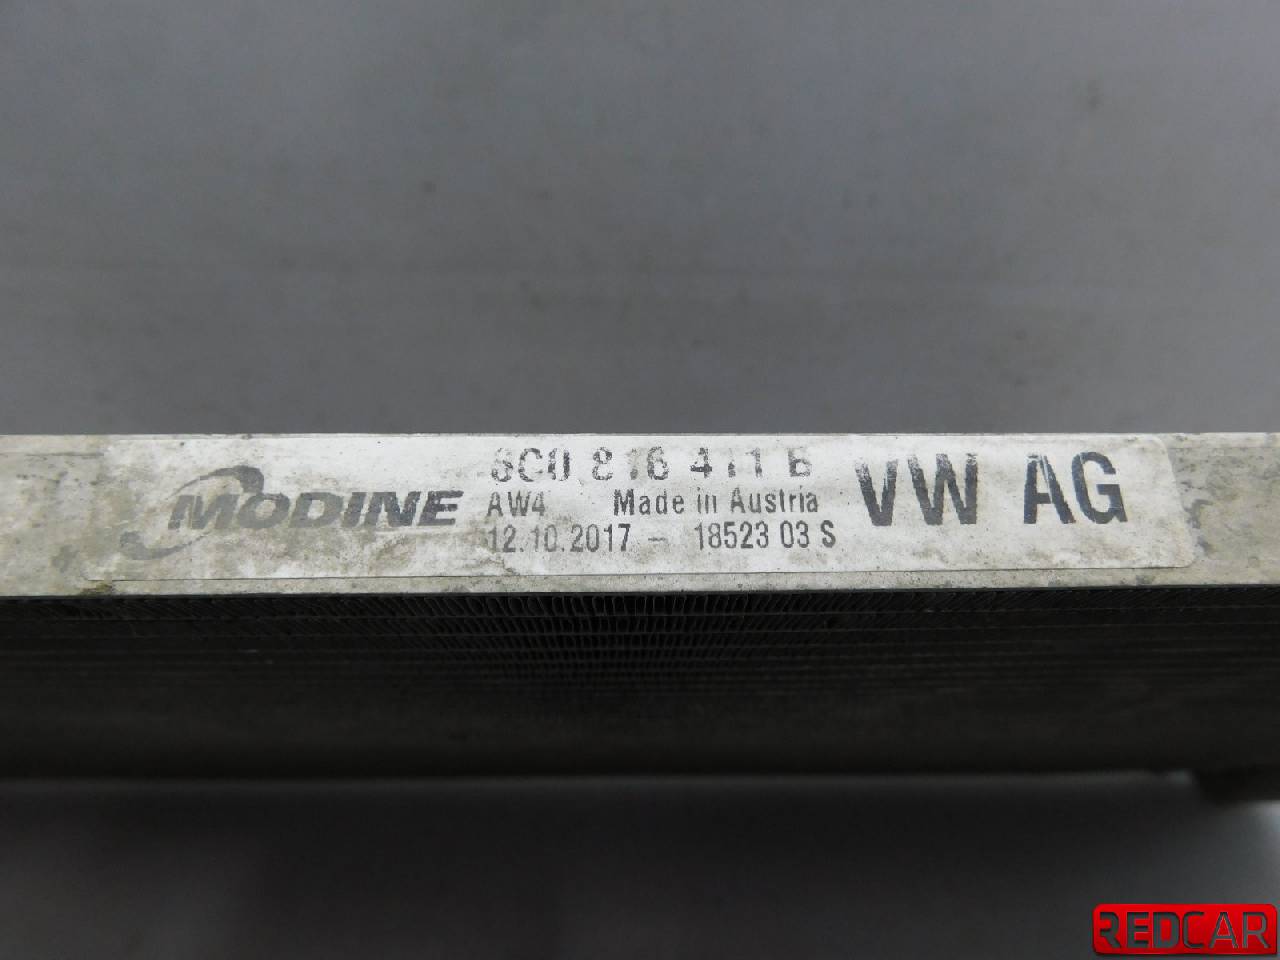 MODINE
6C0 816 411 B
VW AG
AW4 Made in Austria
12.10.2017 - 18523 03 S
REDCAR